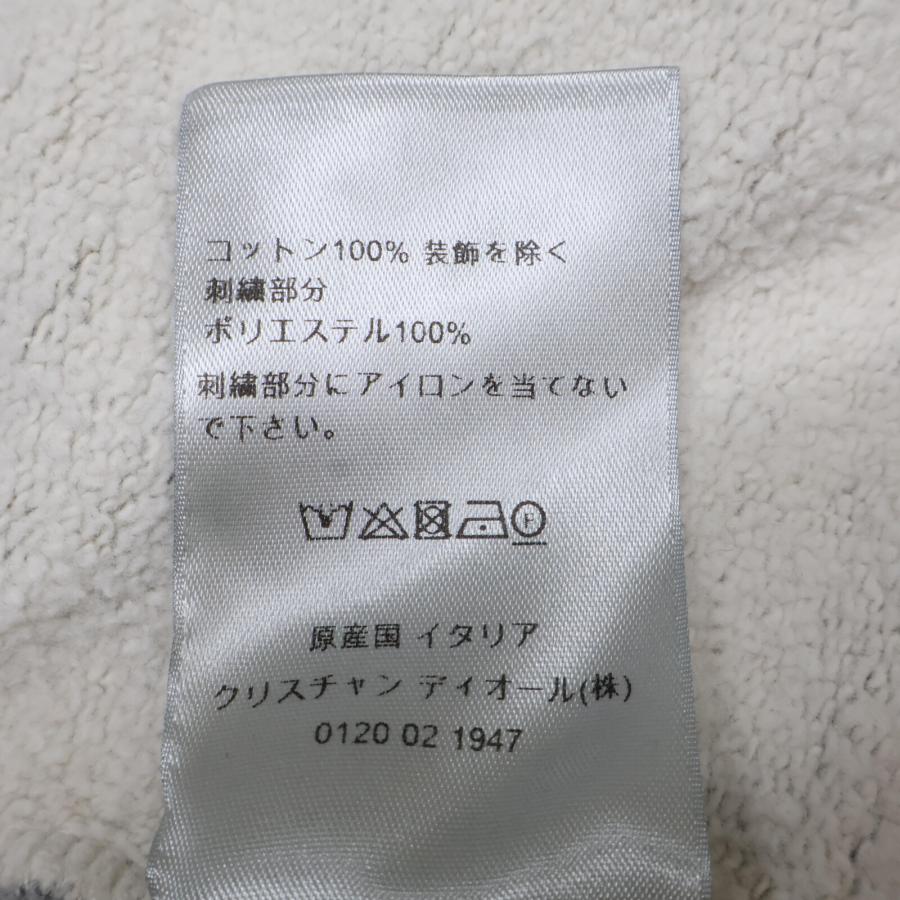 コットン100% 装飾を除く
刺繍部分
ポリエステル100%
刺繍部分にアイロンを当てない
で下さい。
原産国 イタリア
クリスチャン ディオール(株)
0120 02 1947